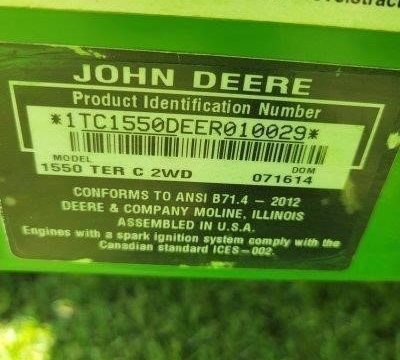 JOHN DEERE
Product Identification Number
*1TC1550DEER010029*
MODEL DOM
1550 TER C 2WD 071614
CONFORMS TO ANSI B71.4 - 2012
DEERE & COMPANY MOLINE, ILLINOIS
ASSEMBLED IN U.S.A.
Engines with a spark ignition system comply with the
Canadian standard ICES-002.